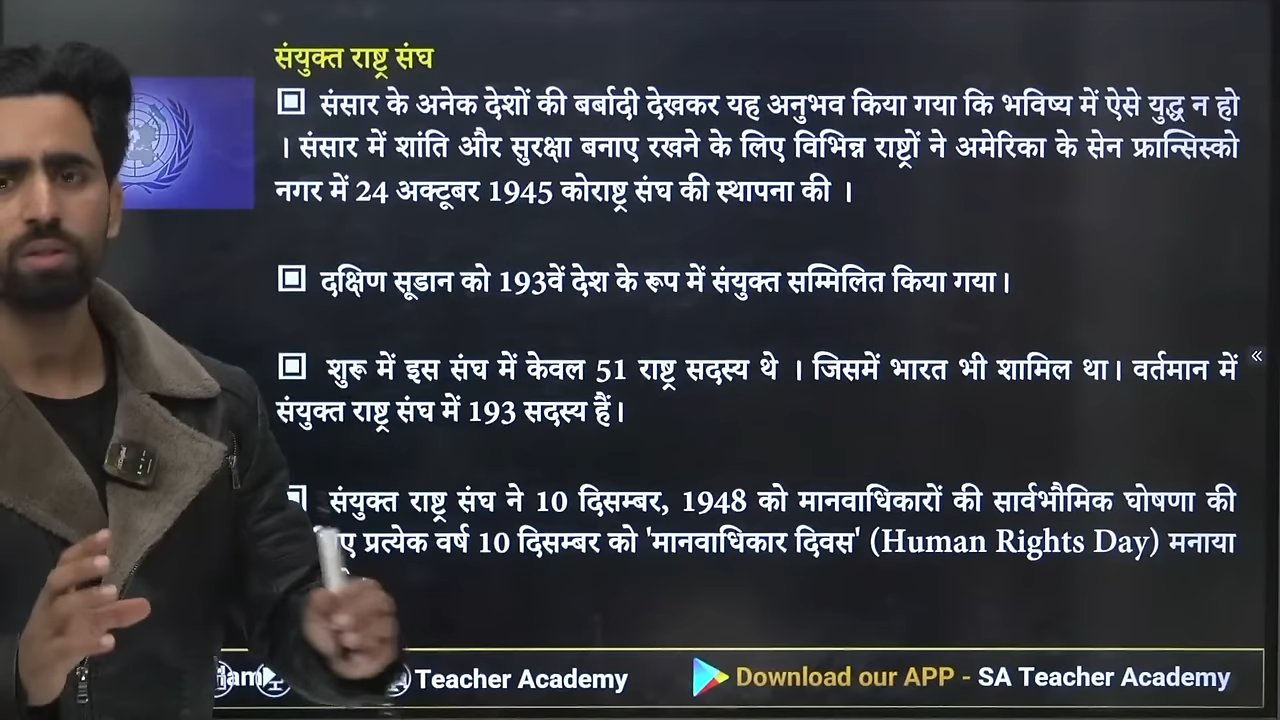 संयुक्त राष्ट्र संघ
संसार के अनेक देशों की बर्बादी देखकर यह अनुभव किया गया कि भविष्य में ऐसे युद्ध न हो
। संसार में शांति और सुरक्षा बनाए रखने के लिए विभिन्न राष्ट्रों ने अमेरिका के सेन फ्रान्सिस्को
नगर में 24 अक्टूबर 1945 कोराष्ट्र संघ की स्थापना की ।
दक्षिण सूडान को 193वें देश के रूप में संयुक्त सम्मिलित किया गया।
शुरू में इस संघ में केवल 51 राष्ट्र सदस्य थे । जिसमें भारत भी शामिल था। वर्तमान में
संयुक्त राष्ट्र संघ में 193 सदस्य हैं।
संयुक्त राष्ट्र संघ ने 10 दिसम्बर, 1948 को मानवाधिकारों की सार्वभौमिक घोषणा की
प्रत्येक वर्ष 10 दिसम्बर को 'मानवाधिकार दिवस' (Human Rights Day) मनाया
Teacher Academy
Download our APP - SA Teacher Academy
«